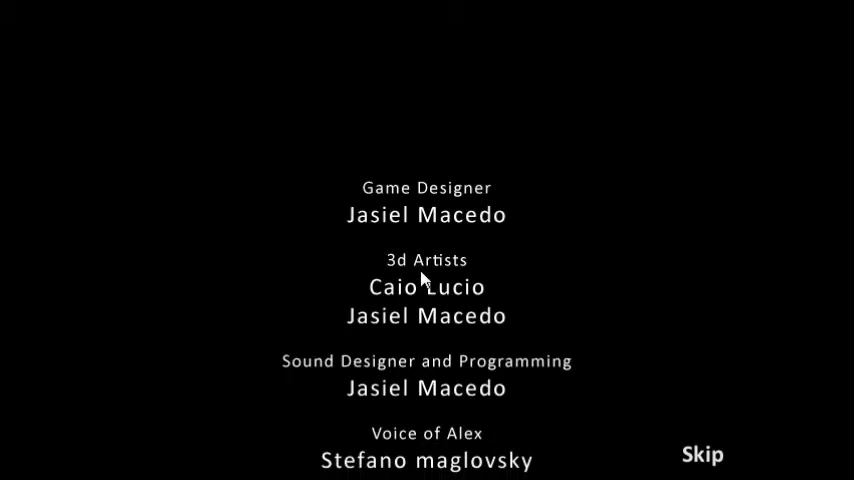 Game Designer
Jasiel Macedo
3d Artists
Caio Lucio
Jasiel Macedo
Sound Designer and Programming
Jasiel Macedo
Voice of Alex
Stefano maglovsky
Skip